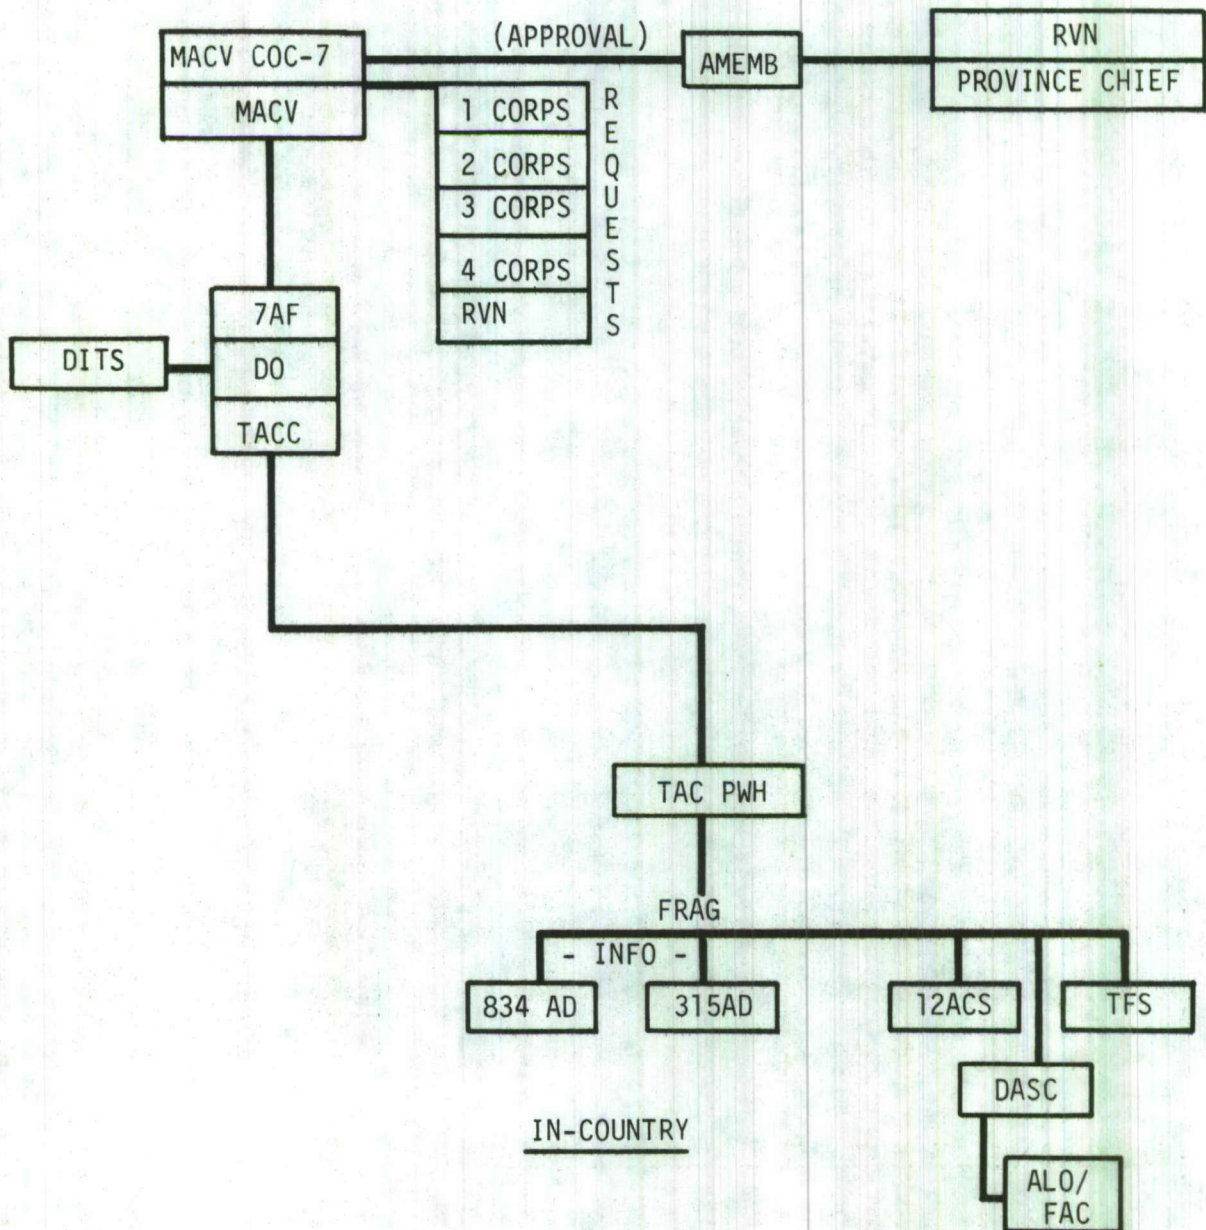 (APPROVAL)
MACV COC-7
MACV
AMEMB
RVN
PROVINCE CHIEF
1 CORPS
2 CORPS
3 CORPS
4 CORPS
RVN
REQUESTS
7AF
DO
TACC
DITS
TAC PWH
FRAG
- INFO -
834 AD
315AD
12ACS
TFS
DASC
ALO/
FAC
IN-COUNTRY